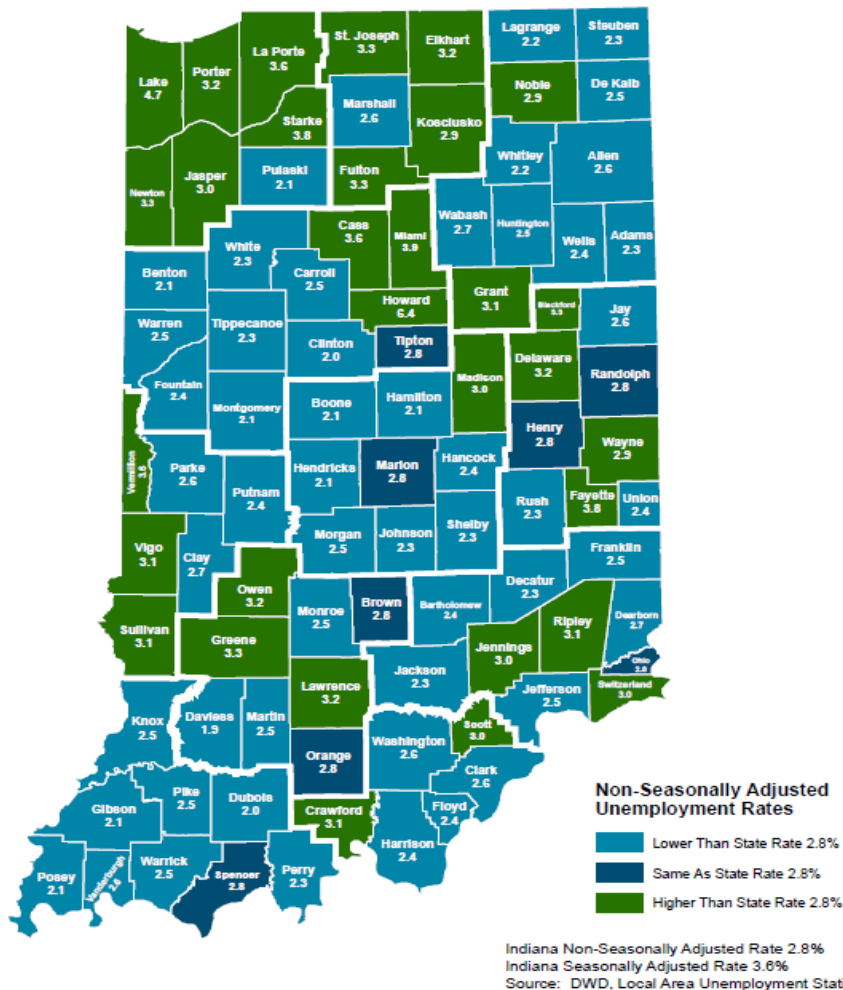 Lagrange
2.2
Steuben
2.3
St. Joseph
3.3
Elkhart
3.2
La Porte
3.6
Porter
3.2
Lake
4.7
Noble
2.9
De Kalb
2.5
Marshall
2.6
Kosciusko
2.9
Starke
3.8
Whitley
2.2
Allen
2.6
Jasper
3.0
Pulaski
2.1
Fulton
3.3
Newton
3.3
Wabash
2.7
Huntington
2.5
Cass
3.6
Miami
3.9
Wells
2.4
Adams
2.3
White
2.3
Benton
2.1
Carroll
2.5
Grant
3.1
Howard
6.4
Blackford
3.3
Jay
2.6
Warren
2.5
Tippecanoe
2.3
Clinton
2.0
Tipton
2.8
Delaware
3.2
Randolph
2.8
Madison
3.0
Fountain
2.4
Montgomery
2.1
Boone
2.1
Hamilton
2.1
Henry
2.8
Wayne
2.9
Vermillion
3.6
Parke
2.6
Putnam
2.4
Hendricks
2.1
Marion
2.8
Hancock
2.4
Rush
2.3
Fayette
3.8
Union
2.4
Morgan
2.5
Johnson
2.3
Shelby
2.3
Vigo
3.1
Clay
2.7
Franklin
2.5
Owen
3.2
Decatur
2.3
Monroe
2.5
Brown
2.8
Bartholomew
2.4
Dearborn
2.7
Sullivan
3.1
Greene
3.3
Ripley
3.1
Jennings
3.0
Ohio
2.8
Jackson
2.3
Lawrence
3.2
Switzerland
3.0
Jefferson
2.5
Knox
2.5
Daviess
1.9
Martin
2.5
Scott
3.0
Orange
2.8
Washington
2.6
Clark
2.6
Pike
2.5
Dubois
2.0
Gibson
2.1
Crawford
3.1
Floyd
2.4
Harrison
2.4
Posey
2.1
Vanderburgh
2.6
Warrick
2.5
Spencer
2.8
Perry
2.3
Non-Seasonally Adjusted
Unemployment Rates
Lower Than State Rate 2.8%
Same As State Rate 2.8%
Higher Than State Rate 2.8%
Indiana Non-Seasonally Adjusted Rate 2.8%
Indiana Seasonally Adjusted Rate 3.6%
Source: DWD, Local Area Unemployment Stati